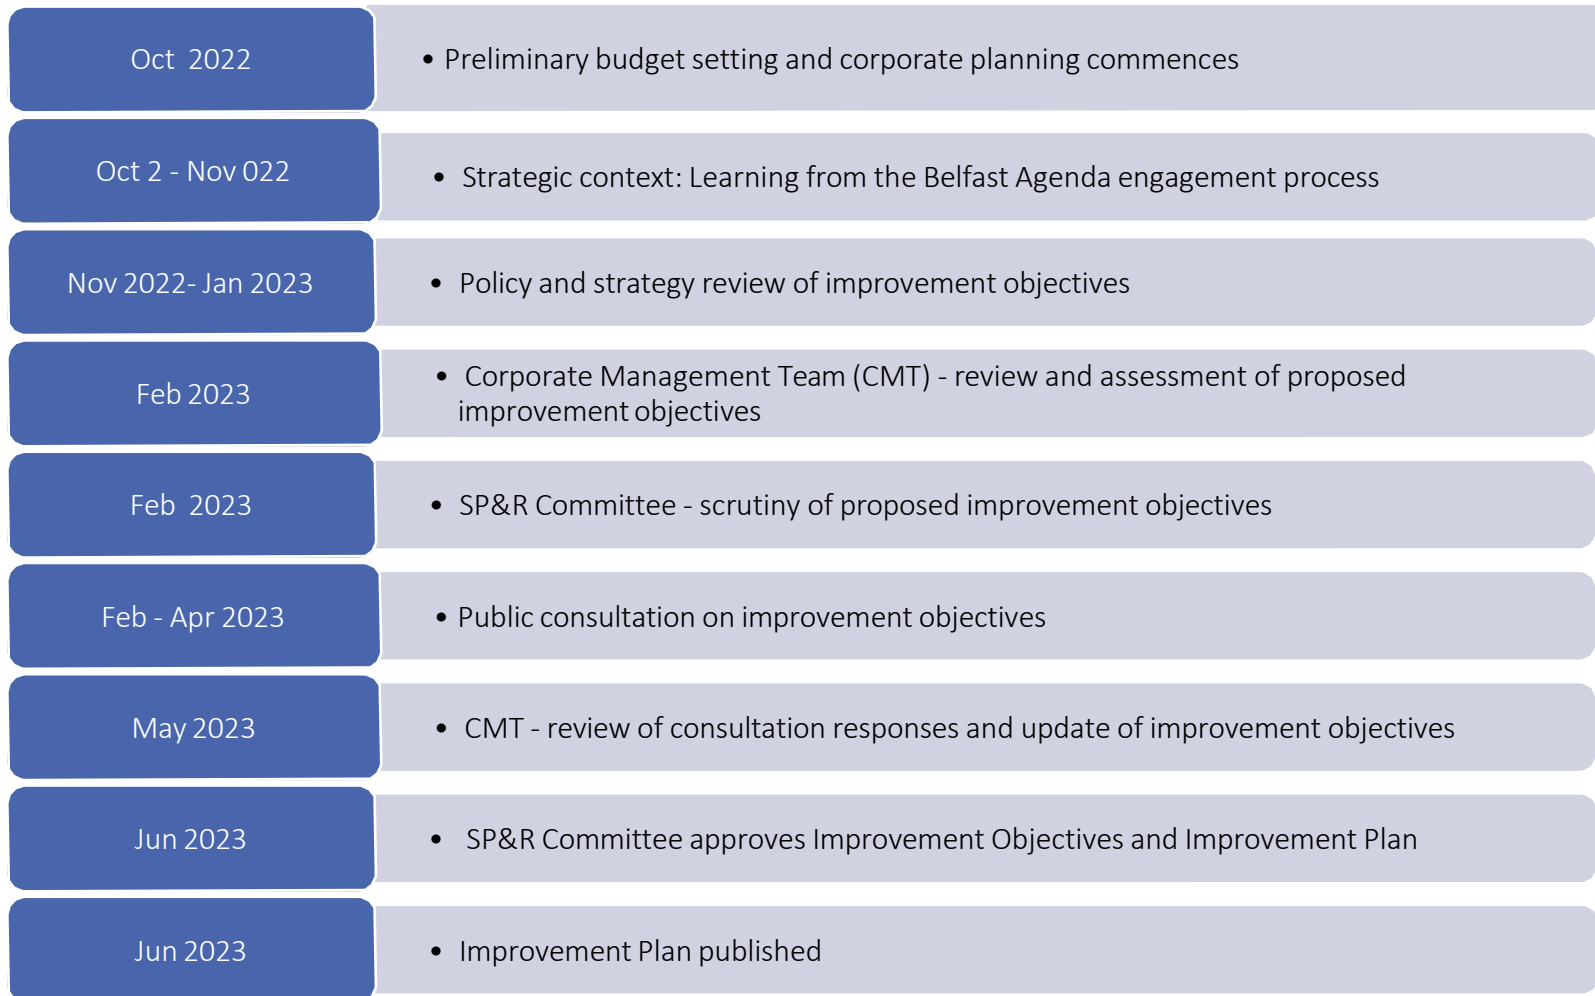 Oct 2022
• Preliminary budget setting and corporate planning commences
Oct 2 - Nov 022
• Strategic context: Learning from the Belfast Agenda engagement process
Nov 2022- Jan 2023
• Policy and strategy review of improvement objectives
Feb 2023
• Corporate Management Team (CMT) - review and assessment of proposed
improvement objectives
Feb 2023
• SP&R Committee - scrutiny of proposed improvement objectives
Feb - Apr 2023
• Public consultation on improvement objectives
May 2023
• CMT - review of consultation responses and update of improvement objectives
Jun 2023
• SP&R Committee approves Improvement Objectives and Improvement Plan
Jun 2023
• Improvement Plan published